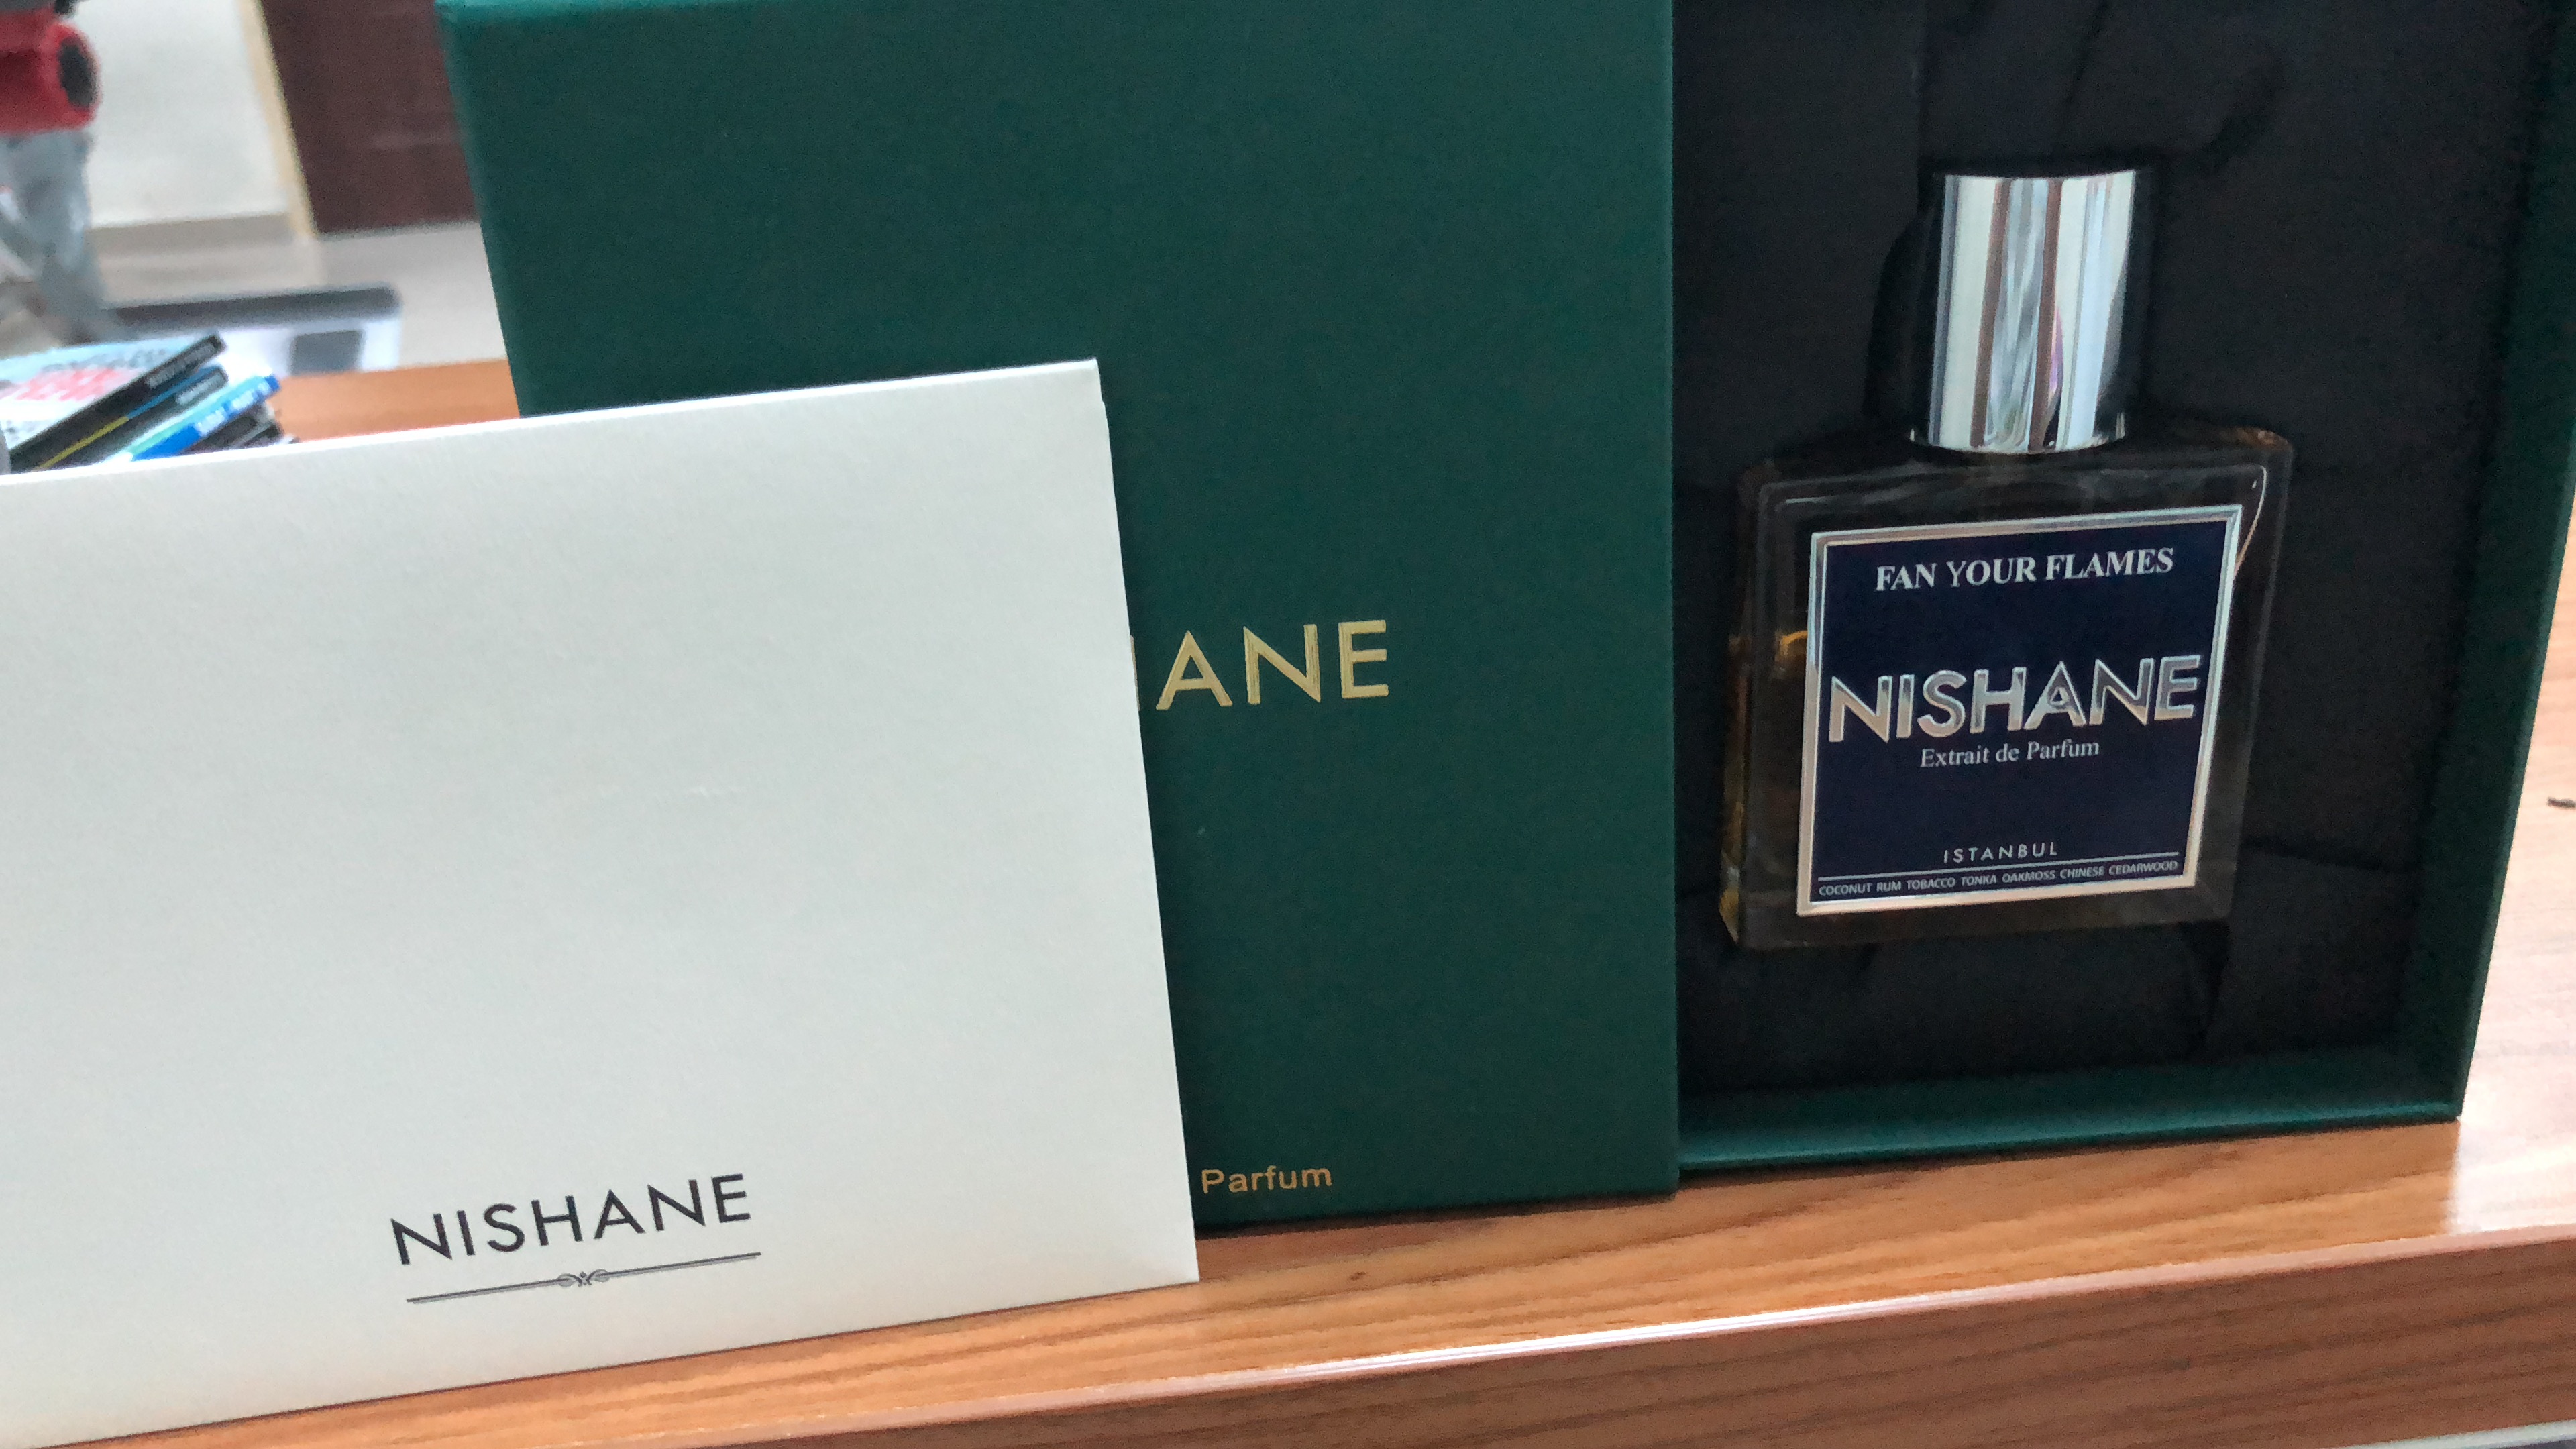 NISHANE
ANE
Parfum
FAN YOUR FLAMES
NISHANE
Extrait de Parfum
ISTANBUL
COCONUT RUM TOBACCO TONKA OAKMOSS CHINESE CEDARWOOD